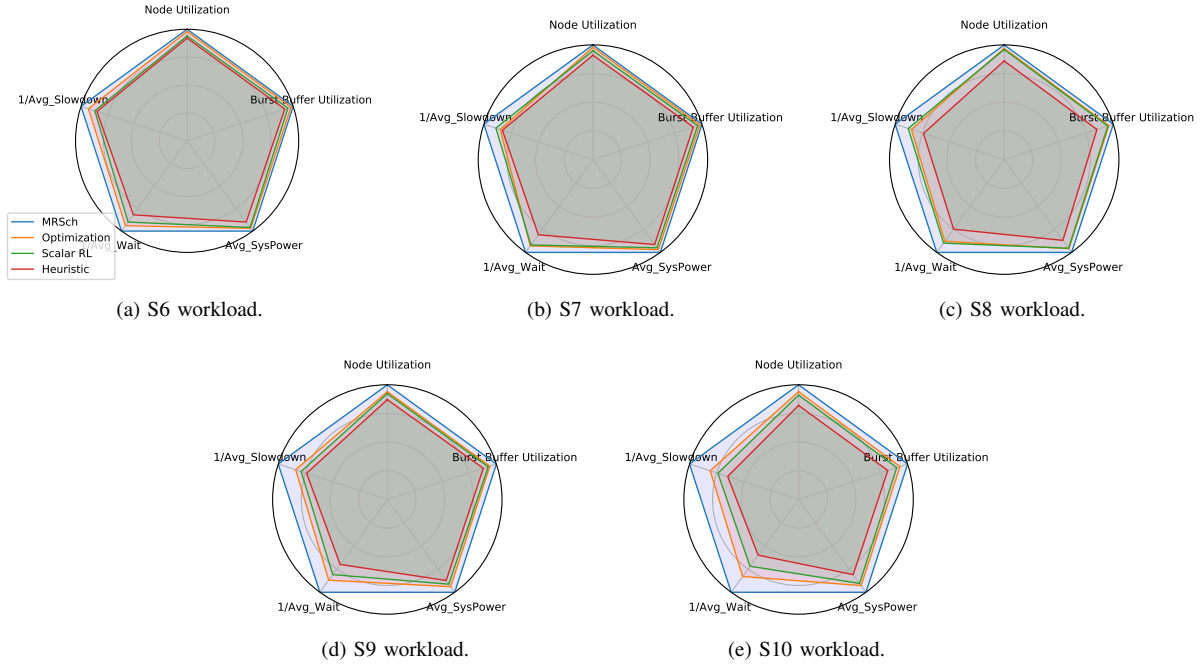 Node Utilization
1/Avg_Slowdown
Burst Buffer Utilization
MRSch
Optimization
Scalar RL
Heuristic
1/Avg_Wait
Avg_SysPower
(a) S6 workload.
Node Utilization
1/Avg_Slowdown
Burst Buffer Utilization
1/Avg_Wait
Avg_SysPower
(b) S7 workload.
Node Utilization
1/Avg_Slowdown
Burst Buffer Utilization
1/Avg_Wait
Avg_SysPower
(c) S8 workload.
Node Utilization
1/Avg_Slowdown
Burst Buffer Utilization
1/Avg_Wait
Avg_SysPower
(d) S9 workload.
Node Utilization
1/Avg_Slowdown
Burst Buffer Utilization
1/Avg_Wait
Avg_SysPower
(e) S10 workload.